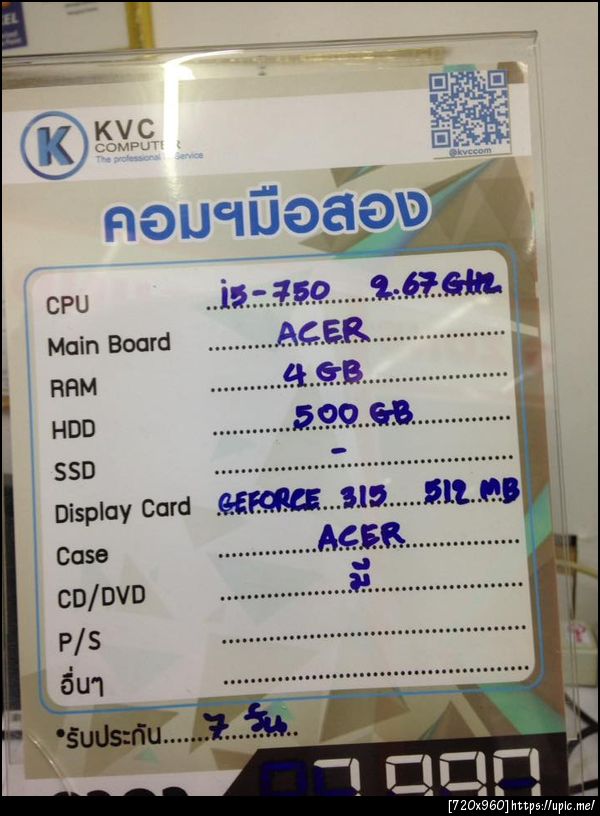 KVC
COMPUTER
The professional IT Service
@kvccom
คอมฯมือสอง
CPU i5-750 2.67GHz
Main Board ACER
RAM 4 GB
HDD 500 GB
SSD -
Display Card GEFORCE 315 512 MB
Case ACER
CD/DVD มี
P/S
อื่นๆ
*รับประกัน 7 วัน
[720x960]https://upic.me/